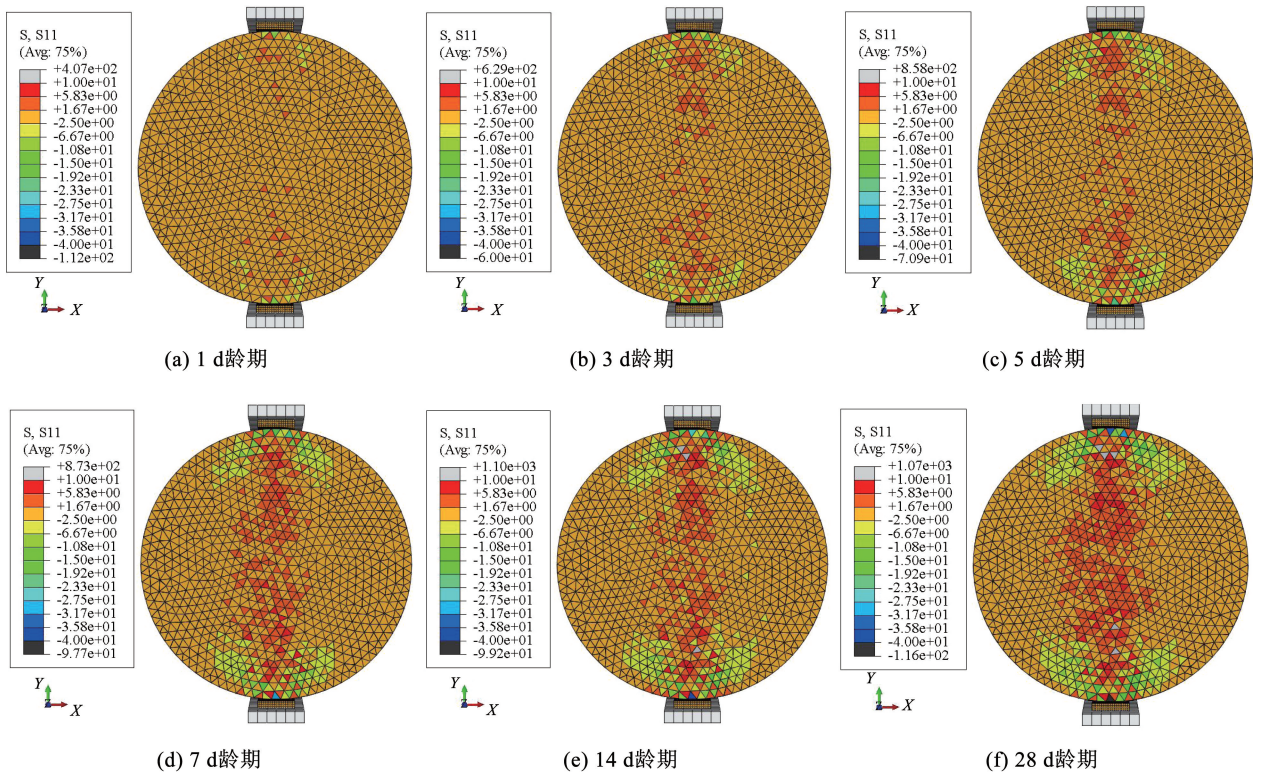 S, S11
(Avg: 75%)
+4.07e+02
+1.00e+01
+5.83e+00
+1.67e+00
-2.50e+00
-6.67e+00
-1.08e+01
-1.50e+01
-1.92e+01
-2.33e+01
-2.75e+01
-3.17e+01
-3.58e+01
-4.00e+01
-1.12e+02
Y
Z
X
(a) 1 d龄期
S, S11
(Avg: 75%)
+6.29e+02
+1.00e+01
+5.83e+00
+1.67e+00
-2.50e+00
-6.67e+00
-1.08e+01
-1.50e+01
-1.92e+01
-2.33e+01
-2.75e+01
-3.17e+01
-3.58e+01
-4.00e+01
-6.00e+01
Y
Z
X
(b) 3 d龄期
S, S11
(Avg: 75%)
+8.58e+02
+1.00e+01
+5.83e+00
+1.67e+00
-2.50e+00
-6.67e+00
-1.08e+01
-1.50e+01
-1.92e+01
-2.33e+01
-2.75e+01
-3.17e+01
-3.58e+01
-4.00e+01
-7.09e+01
Y
Z
X
(c) 5 d龄期
S, S11
(Avg: 75%)
+8.73e+02
+1.00e+01
+5.83e+00
+1.67e+00
-2.50e+00
-6.67e+00
-1.08e+01
-1.50e+01
-1.92e+01
-2.33e+01
-2.75e+01
-3.17e+01
-3.58e+01
-4.00e+01
-9.77e+01
Y
Z
X
(d) 7 d龄期
S, S11
(Avg: 75%)
+1.10e+03
+1.00e+01
+5.83e+00
+1.67e+00
-2.50e+00
-6.67e+00
-1.08e+01
-1.50e+01
-1.92e+01
-2.33e+01
-2.75e+01
-3.17e+01
-3.58e+01
-4.00e+01
-9.92e+01
Y
Z
X
(e) 14 d龄期
S, S11
(Avg: 75%)
+1.07e+03
+1.00e+01
+5.83e+00
+1.67e+00
-2.50e+00
-6.67e+00
-1.08e+01
-1.50e+01
-1.92e+01
-2.33e+01
-2.75e+01
-3.17e+01
-3.58e+01
-4.00e+01
-1.16e+02
Y
Z
X
(f) 28 d龄期